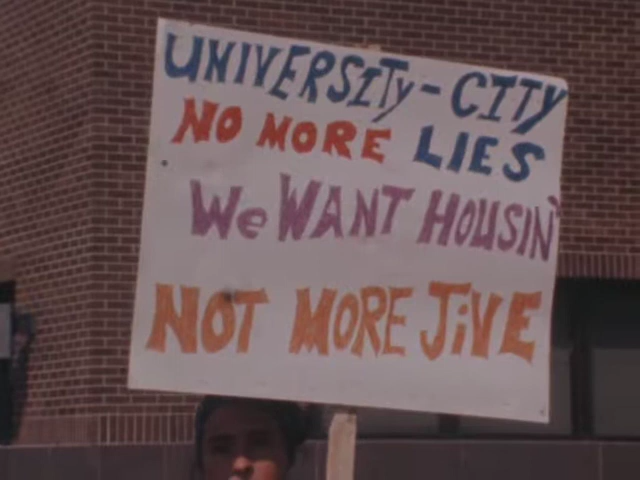 UNIVERSITy-CITY
NO MORE LIES
We WANT HOUSIN'
NOT MORE JiVE